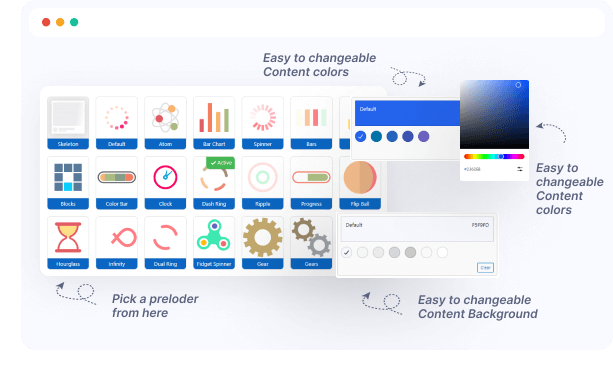 Easy to changeable
Content colors
Skeleton
Default
Atom
Bar Chart
Spinner
Bars
Default
Easy to
changeable
Content
colors
✓ Active
Blocks
Color Bar
Clock
Dash Ring
Ripple
Progress
Flip Ball
Default
F5F9FD
Clear
Hourglass
Infinity
Dual Ring
Fidget Spinner
Gear
Gears
Pick a preloder
from here
Easy to changeable
Content Background